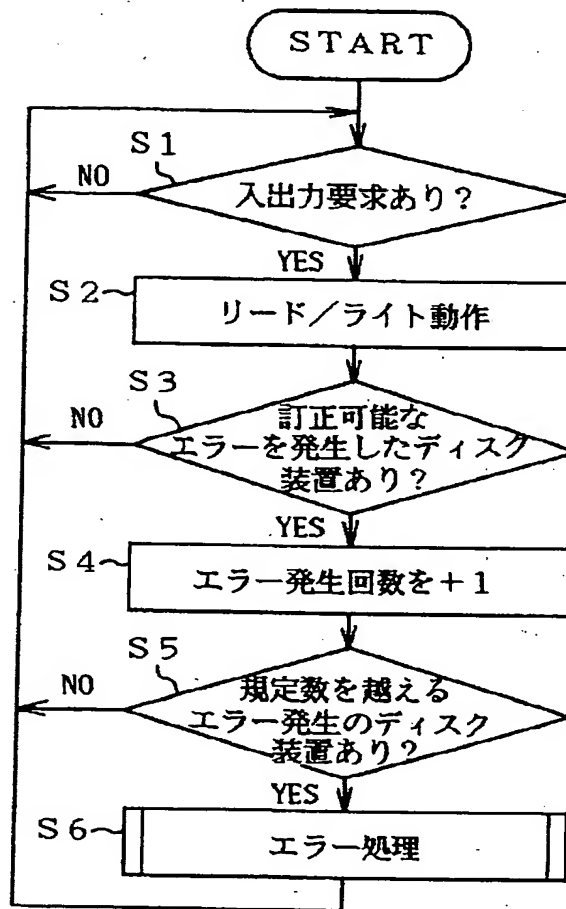 START
S1
NO
入出力要求あり?
YES
S2
リード/ライト動作
S3
NO
訂正可能な
エラーを発生したディスク
装置あり?
YES
S4
エラー発生回数を+1
S5
NO
規定数を越える
エラー発生のディスク
装置あり?
YES
S6
エラー処理